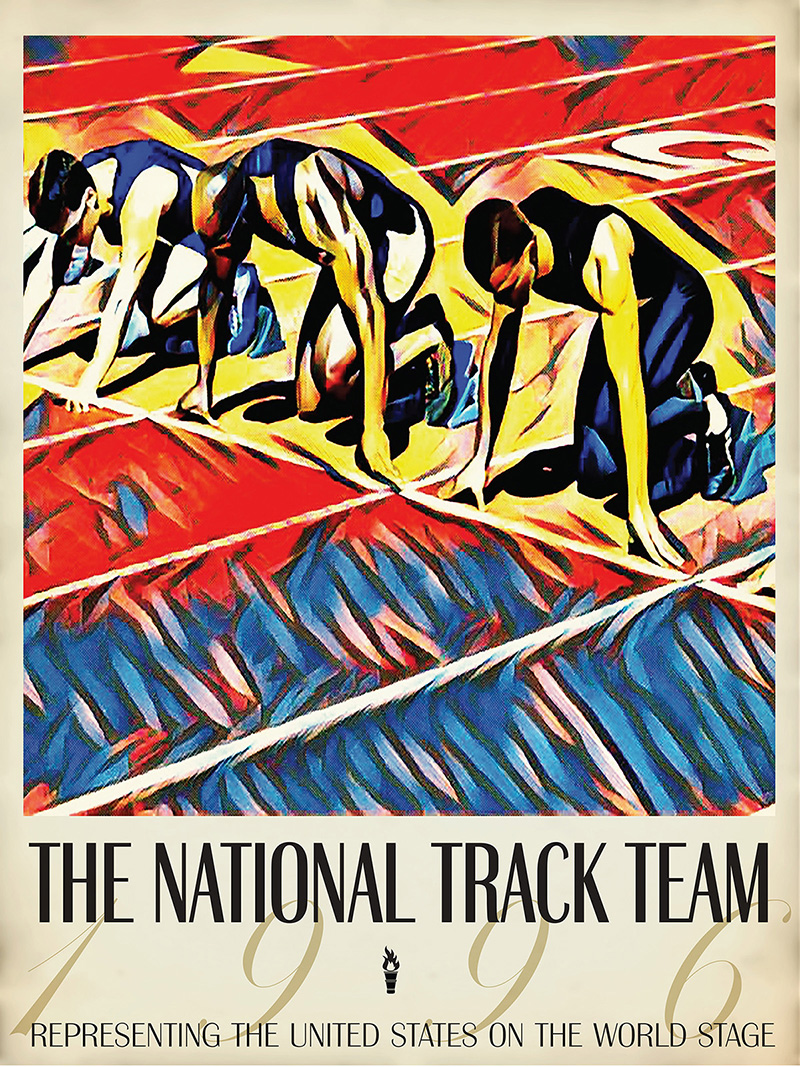 THE NATIONAL TRACK TEAM
1996
REPRESENTING THE UNITED STATES ON THE WORLD STAGE